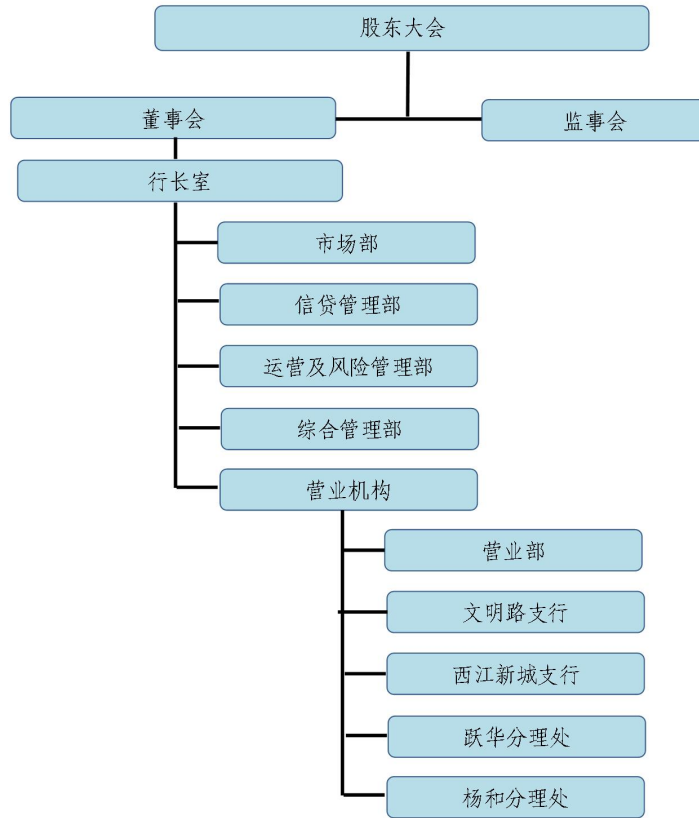 股东大会
董事会
监事会
行长室
市场部
信贷管理部
运营及风险管理部
综合管理部
营业机构
营业部
文明路支行
西江新城支行
跃华分理处
杨和分理处